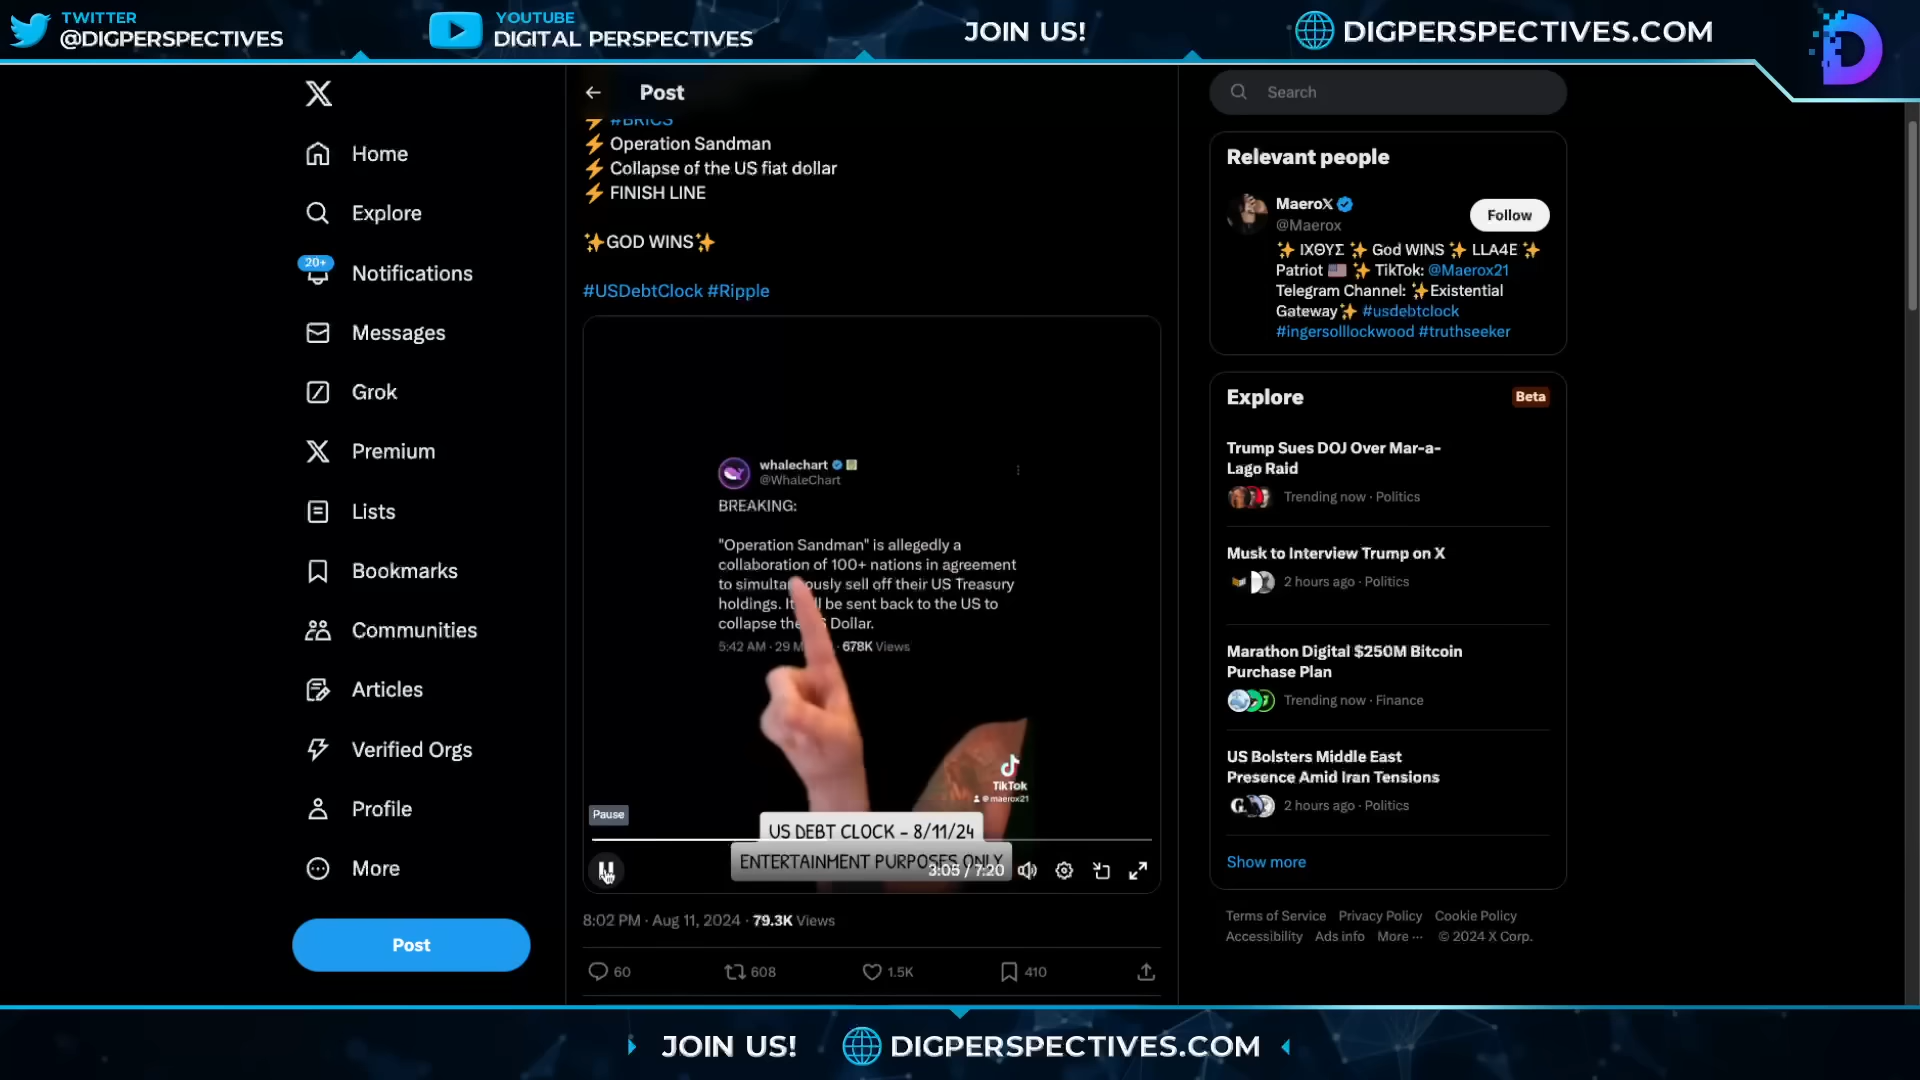 TWITTER
@DIGPERSPECTIVES
YOUTUBE
DIGITAL PERSPECTIVES
JOIN US!
DIGPERSPECTIVES.COM
Home
Explore
20+
Notifications
Messages
Grok
Premium
Lists
Bookmarks
Communities
Articles
Verified Orgs
Profile
More
Post
Post
#BRICS
⚡ Operation Sandman
⚡ Collapse of the US fiat dollar
⚡ FINISH LINE
✨GOD WINS✨
#USDebtClock #Ripple
whalechart
@WhaleChart
BREAKING:
"Operation Sandman" is allegedly a
collaboration of 100+ nations in agreement
to simultaneously sell off their US Treasury
holdings. It be sent back to the US to
collapse the Dollar.
5:42 AM · 29 · 678K Views
TikTok
@maerox21
Pause
US DEBT CLOCK – 8/11/24
ENTERTAINMENT PURPOSES ONLY
3:05 / 7:20
8:02 PM · Aug 11, 2024 · 79.3K Views
60
608
1.5K
410
Search
Relevant people
MaeroX
@Maerox
Follow
✨ ΙΧΘΥΣ ✨ God WINS ✨ LLA4E ✨
Patriot 🇺🇸 ✨ TikTok: @Maerox21
Telegram Channel: ✨Existential
Gateway✨ #usdebtclock
#ingersolllockwood #truthseeker
Explore
Beta
Trump Sues DOJ Over Mar-a-
Lago Raid
Trending now · Politics
Musk to Interview Trump on X
2 hours ago · Politics
Marathon Digital $250M Bitcoin
Purchase Plan
Trending now · Finance
US Bolsters Middle East
Presence Amid Iran Tensions
2 hours ago · Politics
Show more
Terms of Service Privacy Policy Cookie Policy
Accessibility Ads info More ··· © 2024 X Corp.
JOIN US!
DIGPERSPECTIVES.COM